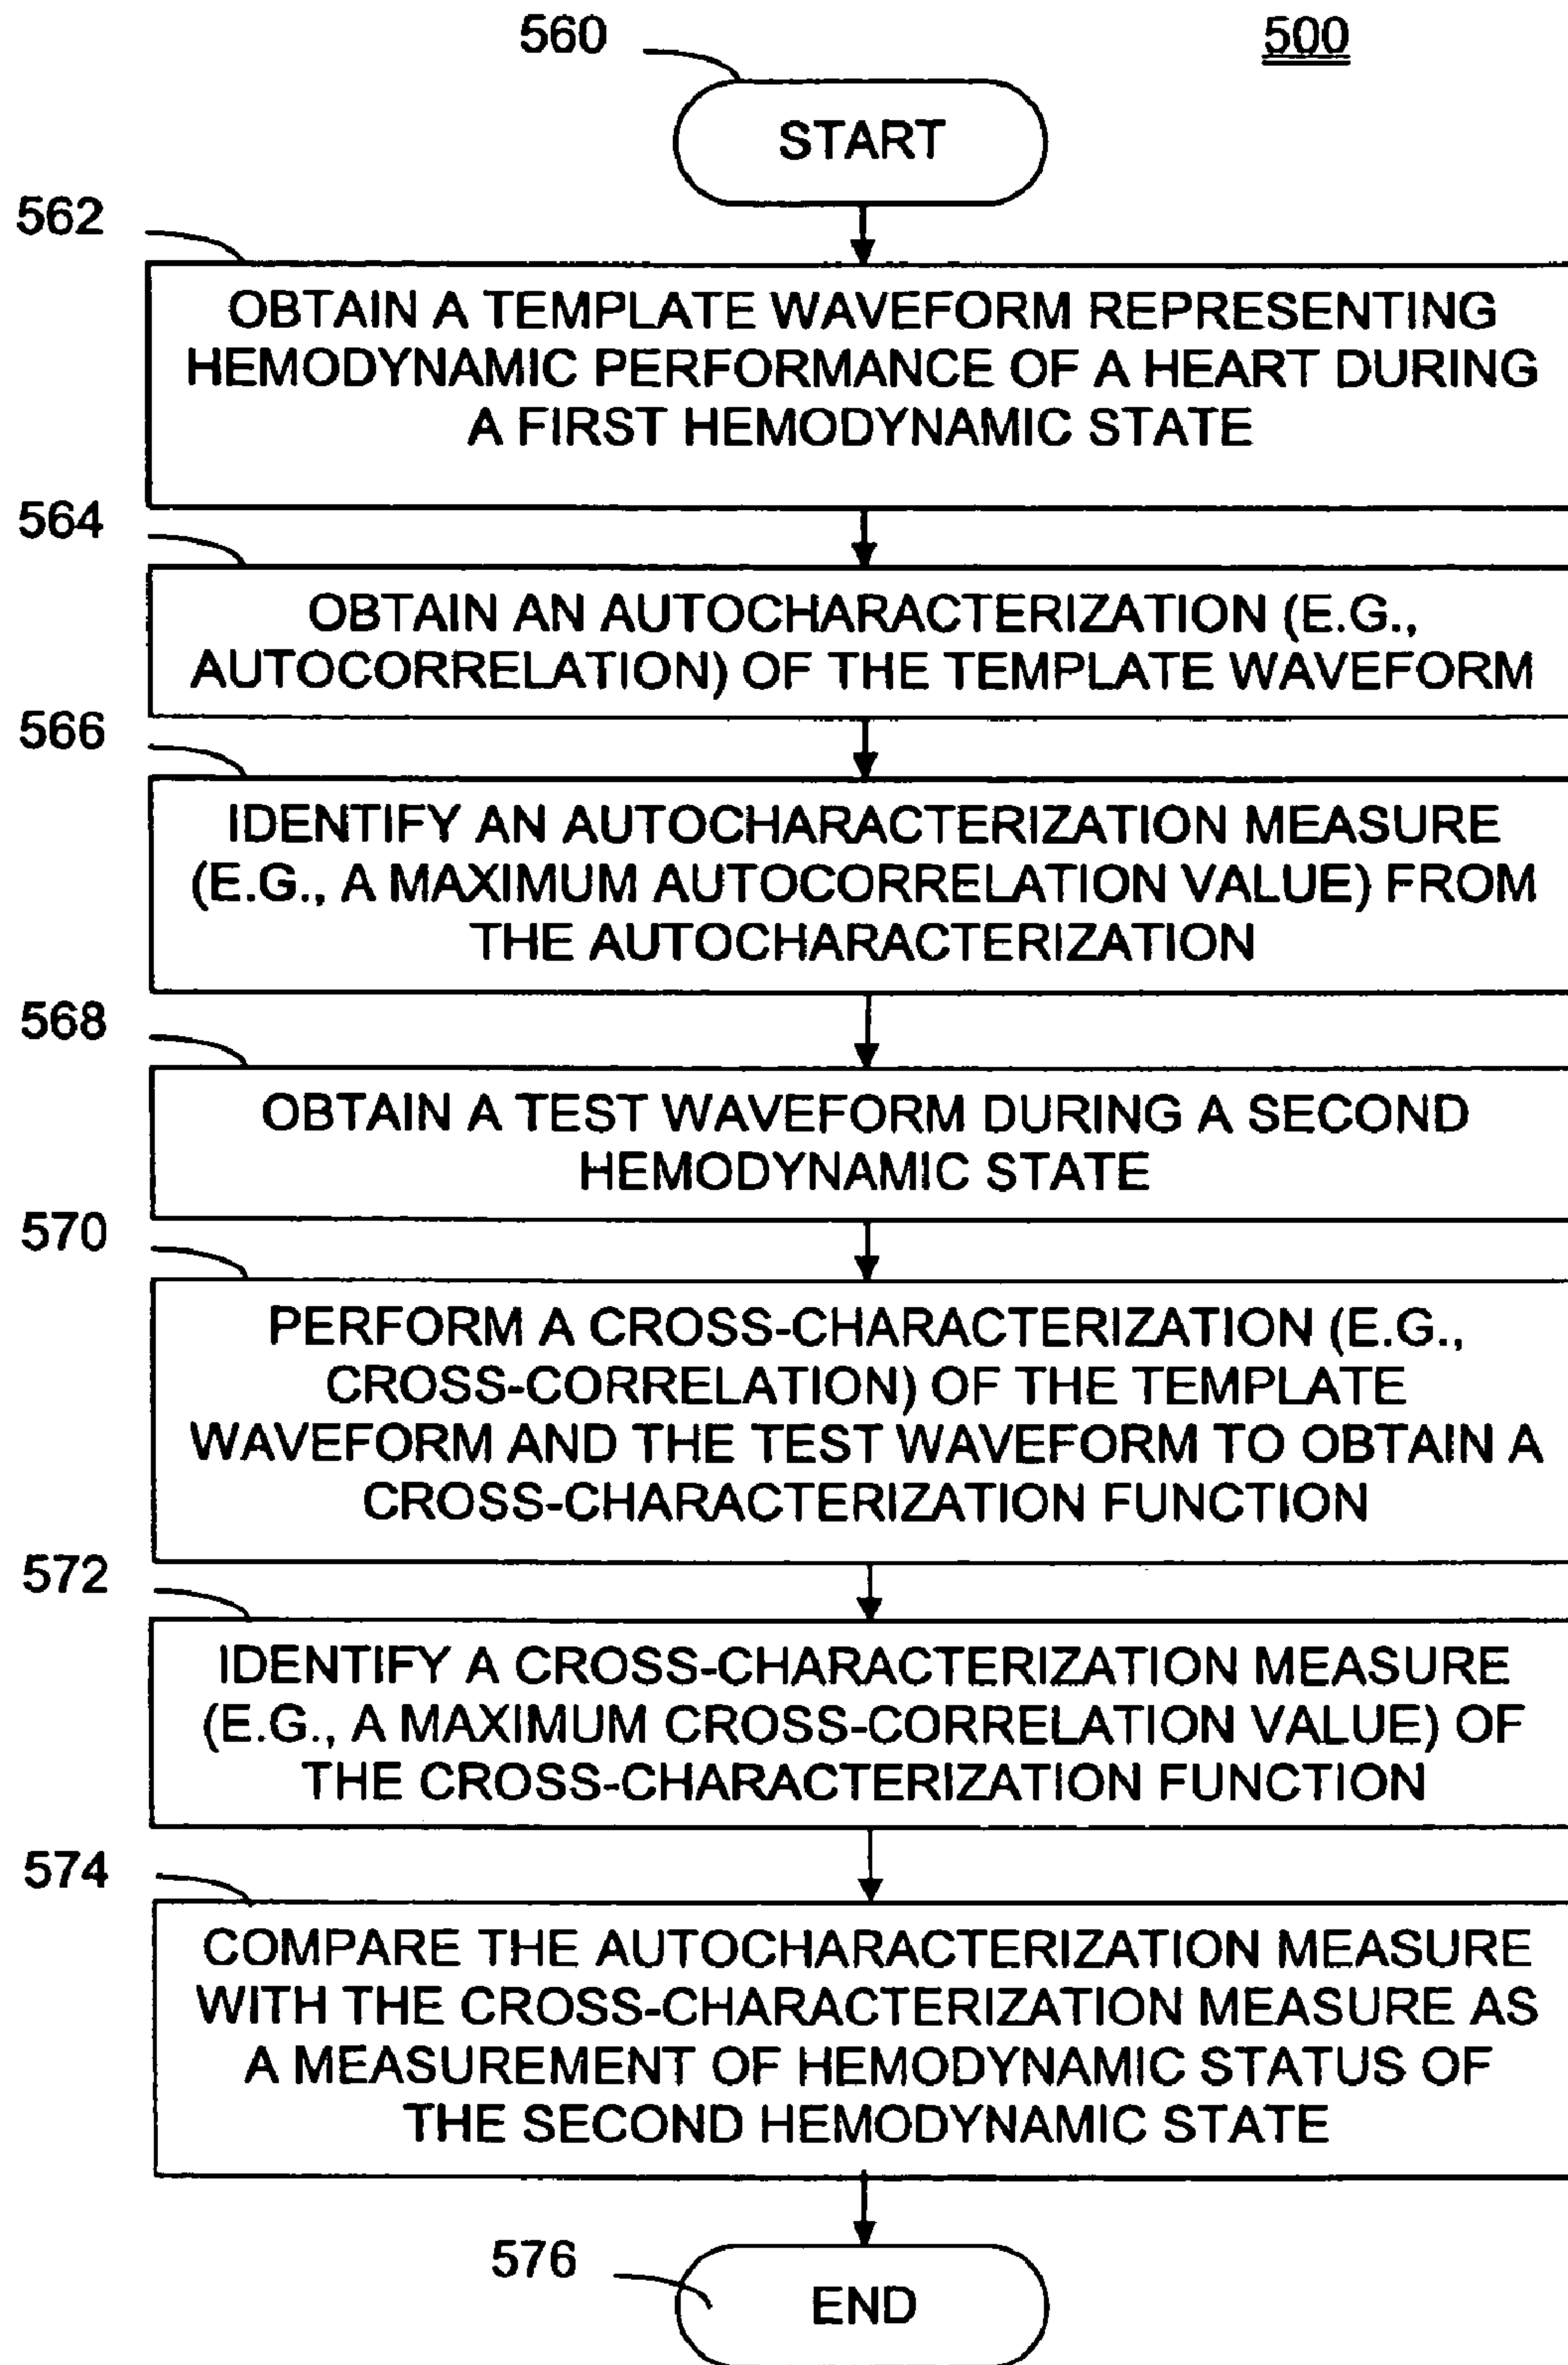 560
500
START
562
OBTAIN A TEMPLATE WAVEFORM REPRESENTING
HEMODYNAMIC PERFORMANCE OF A HEART DURING
A FIRST HEMODYNAMIC STATE
564
OBTAIN AN AUTOCHARACTERIZATION (E.G.,
AUTOCORRELATION) OF THE TEMPLATE WAVEFORM
566
IDENTIFY AN AUTOCHARACTERIZATION MEASURE
(E.G., A MAXIMUM AUTOCORRELATION VALUE) FROM
THE AUTOCHARACTERIZATION
568
OBTAIN A TEST WAVEFORM DURING A SECOND
HEMODYNAMIC STATE
570
PERFORM A CROSS-CHARACTERIZATION (E.G.,
CROSS-CORRELATION) OF THE TEMPLATE
WAVEFORM AND THE TEST WAVEFORM TO OBTAIN A
CROSS-CHARACTERIZATION FUNCTION
572
IDENTIFY A CROSS-CHARACTERIZATION MEASURE
(E.G., A MAXIMUM CROSS-CORRELATION VALUE) OF
THE CROSS-CHARACTERIZATION FUNCTION
574
COMPARE THE AUTOCHARACTERIZATION MEASURE
WITH THE CROSS-CHARACTERIZATION MEASURE AS
A MEASUREMENT OF HEMODYNAMIC STATUS OF
THE SECOND HEMODYNAMIC STATE
576
END